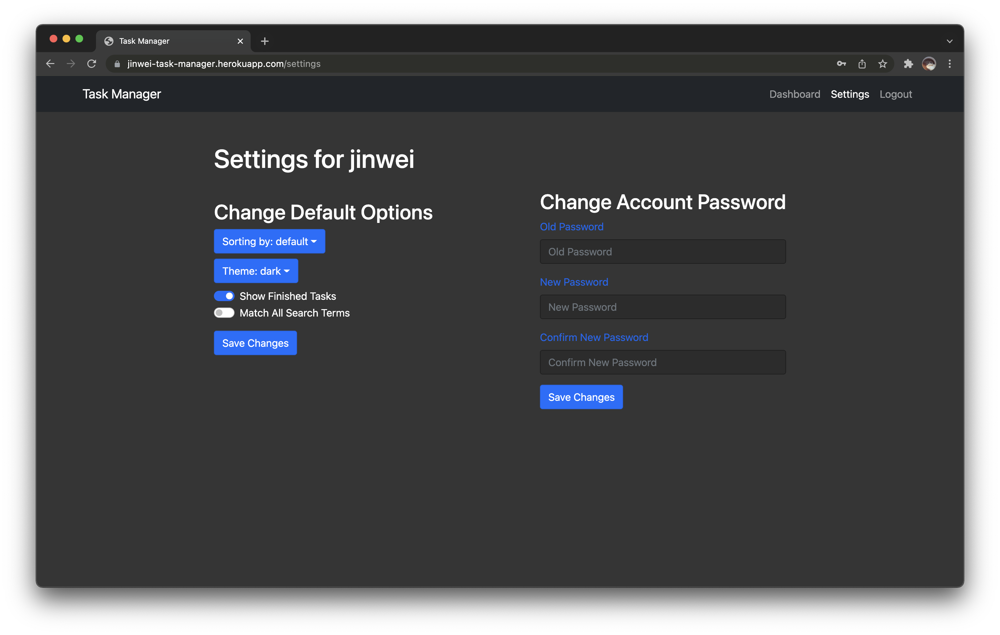 Task Manager
jinwei-task-manager.herokuapp.com/settings
Task Manager
Dashboard Settings Logout
Settings for jinwei
Change Default Options
Sorting by: default
Theme: dark
Show Finished Tasks
Match All Search Terms
Save Changes
Change Account Password
Old Password
Old Password
New Password
New Password
Confirm New Password
Confirm New Password
Save Changes